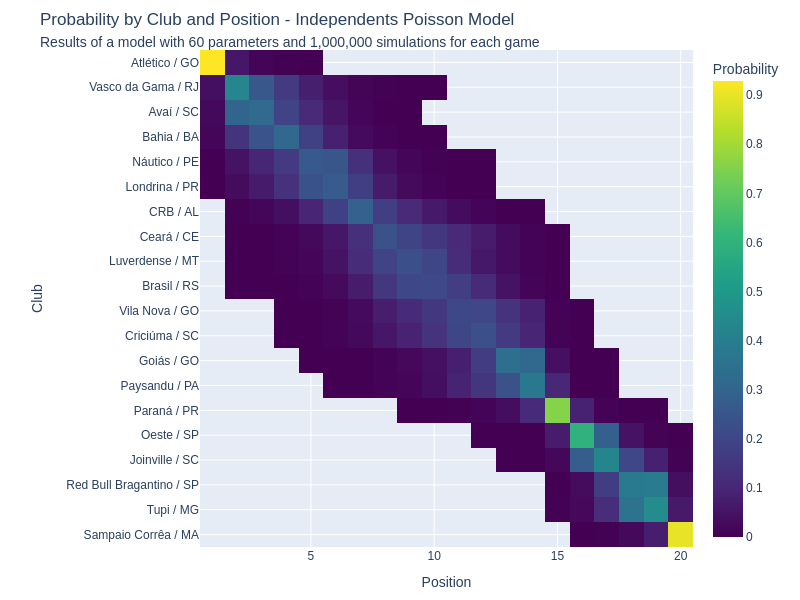 Probability by Club and Position - Independents Poisson Model
Results of a model with 60 parameters and 1,000,000 simulations for each game
Probability
Atlético / GO
Vasco da Gama / RJ
Avaí / SC
Bahia / BA
Náutico / PE
Londrina / PR
CRB / AL
Ceará / CE
Luverdense / MT
Brasil / RS
Vila Nova / GO
Criciúma / SC
Goiás / GO
Paysandu / PA
Paraná / PR
Oeste / SP
Joinville / SC
Red Bull Bragantino / SP
Tupi / MG
Sampaio Corrêa / MA
Club
5
10
15
20
Position
0.9
0.8
0.7
0.6
0.5
0.4
0.3
0.2
0.1
0